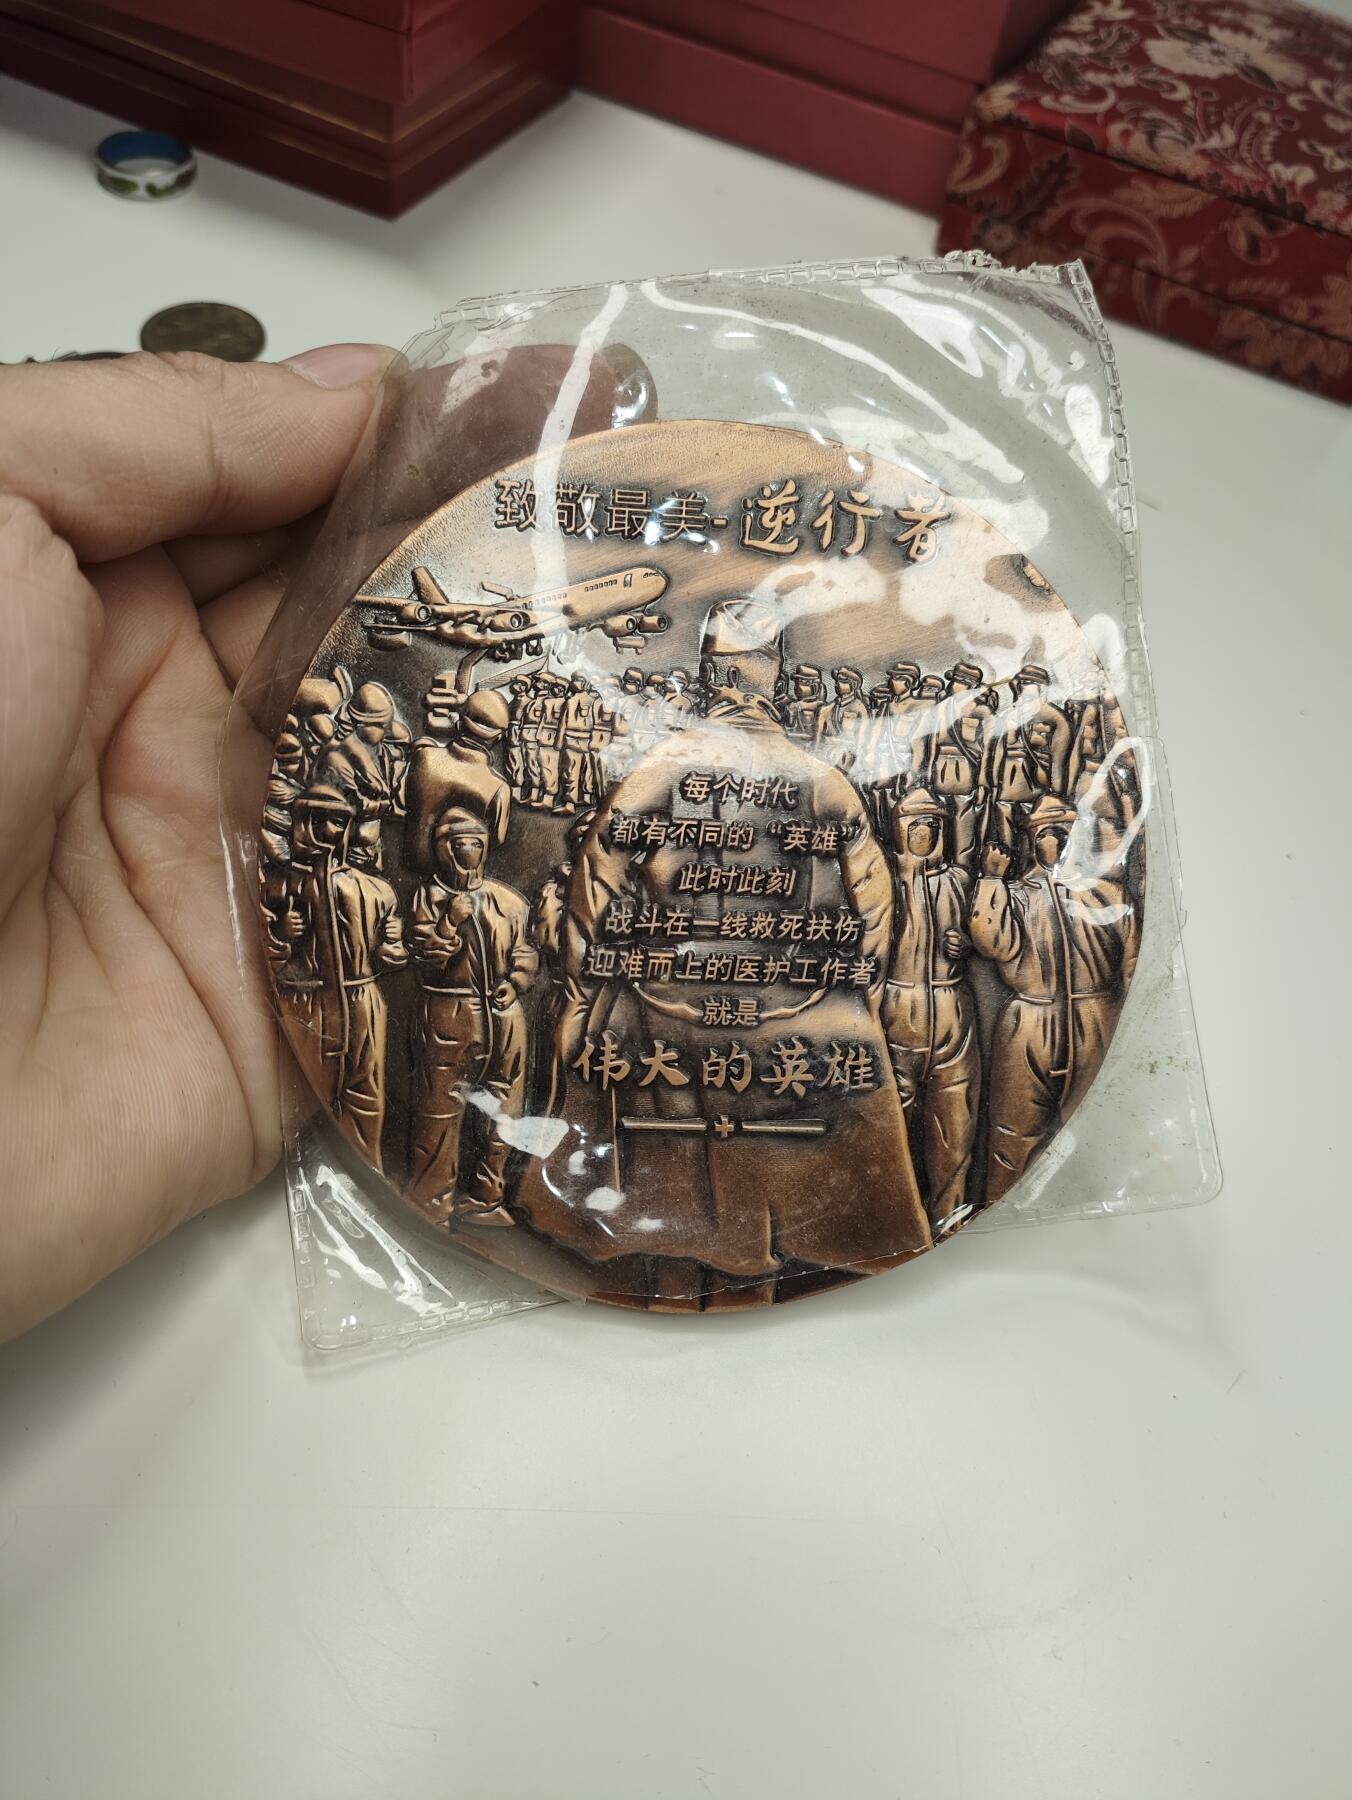 致敬最美-逆行者
每个时代
都有不同的“英雄”
此时此刻
战斗在一线救死扶伤
迎难而上的医护工作者
就是
伟大的英雄